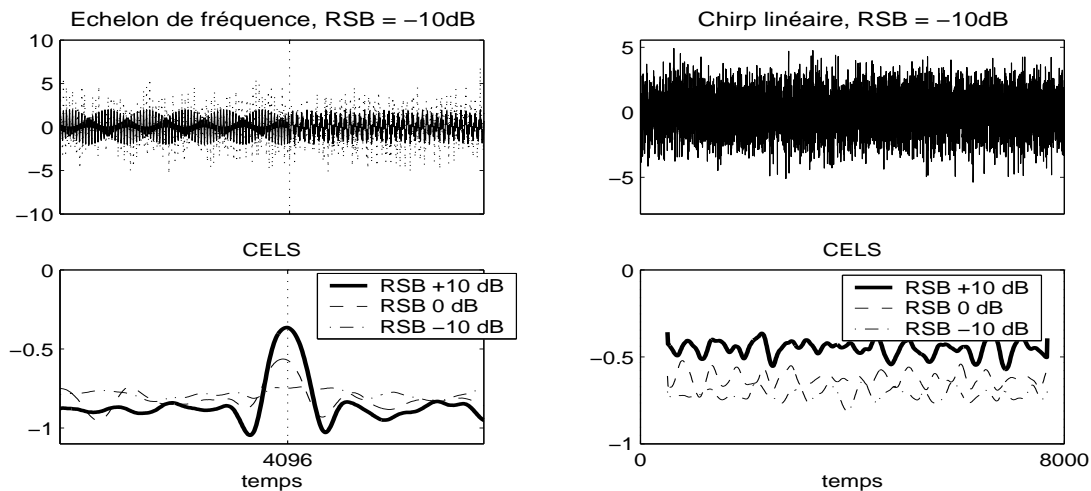 Echelon de fréquence, RSB = −10dB
10
5
0
−5
−10
CELS
0
−0.5
−1
RSB +10 dB
RSB 0 dB
RSB −10 dB
4096
temps
Chirp linéaire, RSB = −10dB
5
0
−5
0
8000
CELS
0
−0.5
−1
RSB +10 dB
RSB 0 dB
RSB −10 dB
0
8000
temps